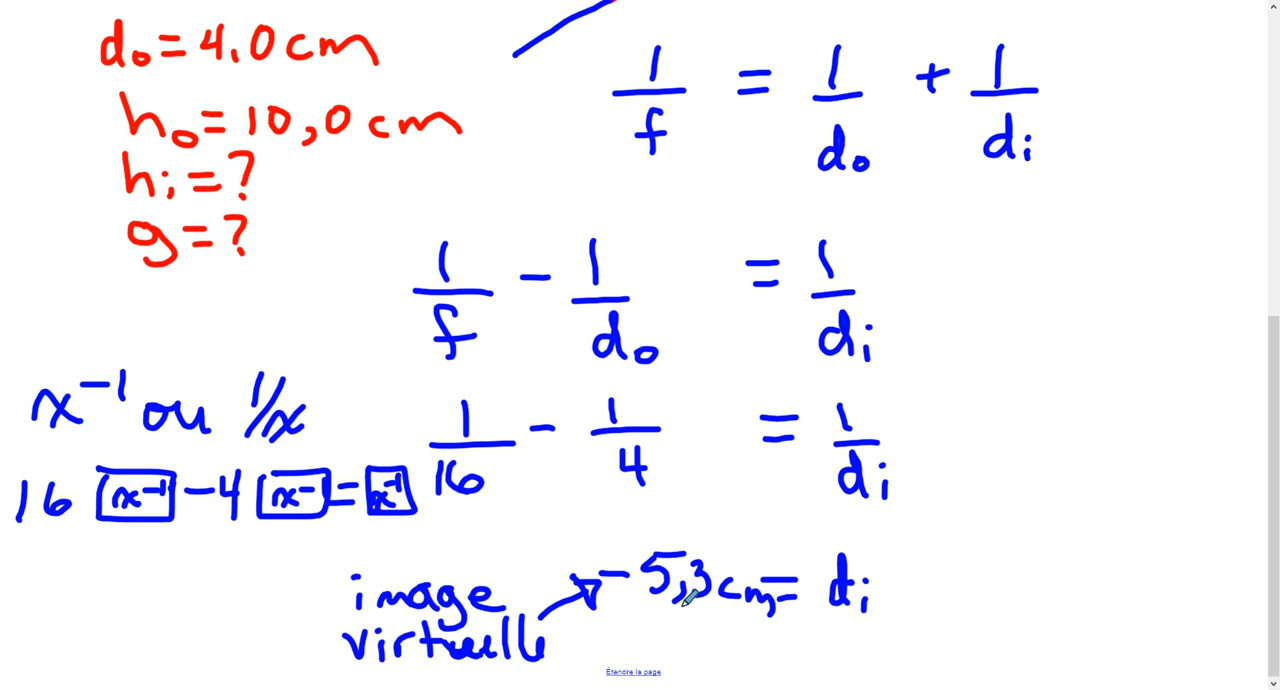 d₀ = 4,0 cm
h₀ = 10,0 cm
hᵢ = ?
g = ?
1/f = 1/d₀ + 1/dᵢ
1/f - 1/d₀ = 1/dᵢ
x⁻¹ ou 1/x
1/16 - 1/4 = 1/dᵢ
16 x⁻¹ - 4 x⁻¹ = x⁻¹
-5,3 cm = dᵢ
image
virtuelle
Étendre la page